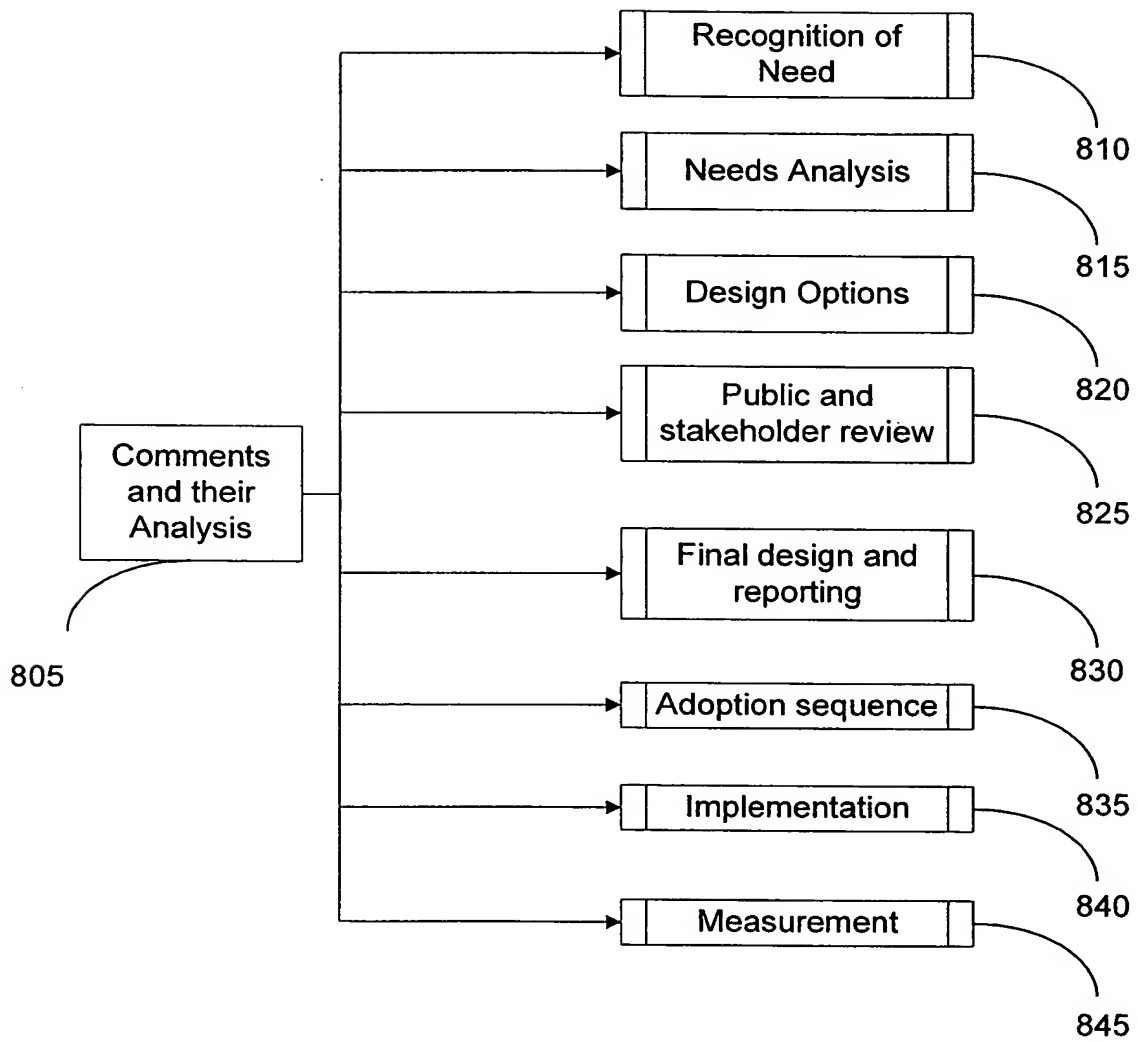 Recognition of
Need
810
Needs Analysis
815
Design Options
820
Public and
stakeholder review
825
Comments
and their
Analysis
805
Final design and
reporting
830
Adoption sequence
835
Implementation
840
Measurement
845